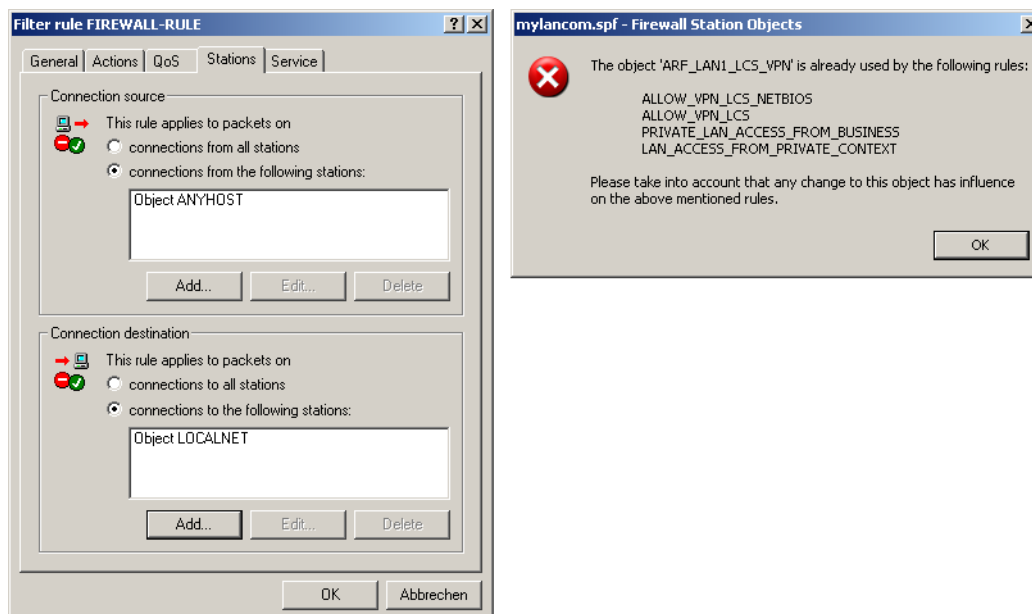 Filter rule FIREWALL-RULE
General Actions QoS Stations Service
Connection source
This rule applies to packets on
connections from all stations
connections from the following stations:
Object ANYHOST
Add... Edit... Delete
Connection destination
This rule applies to packets on
connections to all stations
connections to the following stations:
Object LOCALNET
Add... Edit... Delete
OK Abbrechen
mylancom.spf - Firewall Station Objects
The object 'ARF_LAN1_LCS_VPN' is already used by the following rules:
ALLOW_VPN_LCS_NETBIOS
ALLOW_VPN_LCS
PRIVATE_LAN_ACCESS_FROM_BUSINESS
LAN_ACCESS_FROM_PRIVATE_CONTEXT
Please take into account that any change to this object has influence
on the above mentioned rules.
OK